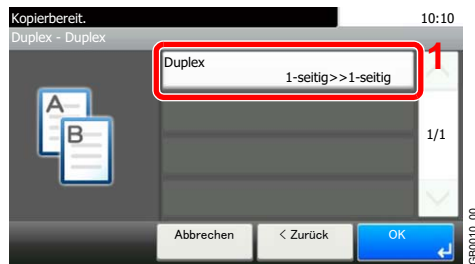 Kopierbereit.
10:10
Duplex - Duplex
1
Duplex
1-seitig>>1-seitig
A
B
1/1
Abbrechen
< Zurück
OK
GB0010_00